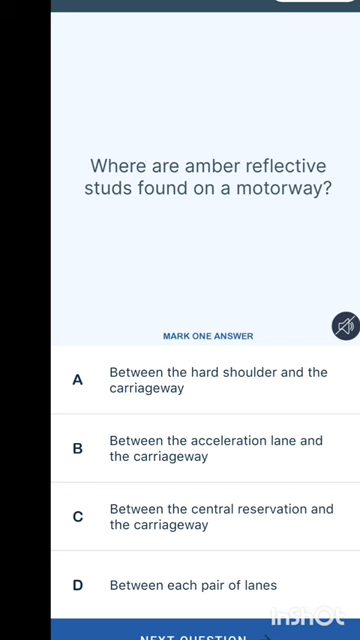 Where are amber reflective
studs found on a motorway?
MARK ONE ANSWER
A
Between the hard shoulder and the
carriageway
B
Between the acceleration lane and
the carriageway
C
Between the central reservation and
the carriageway
D
Between each pair of lanes
InShOt
NEXT QUESTION